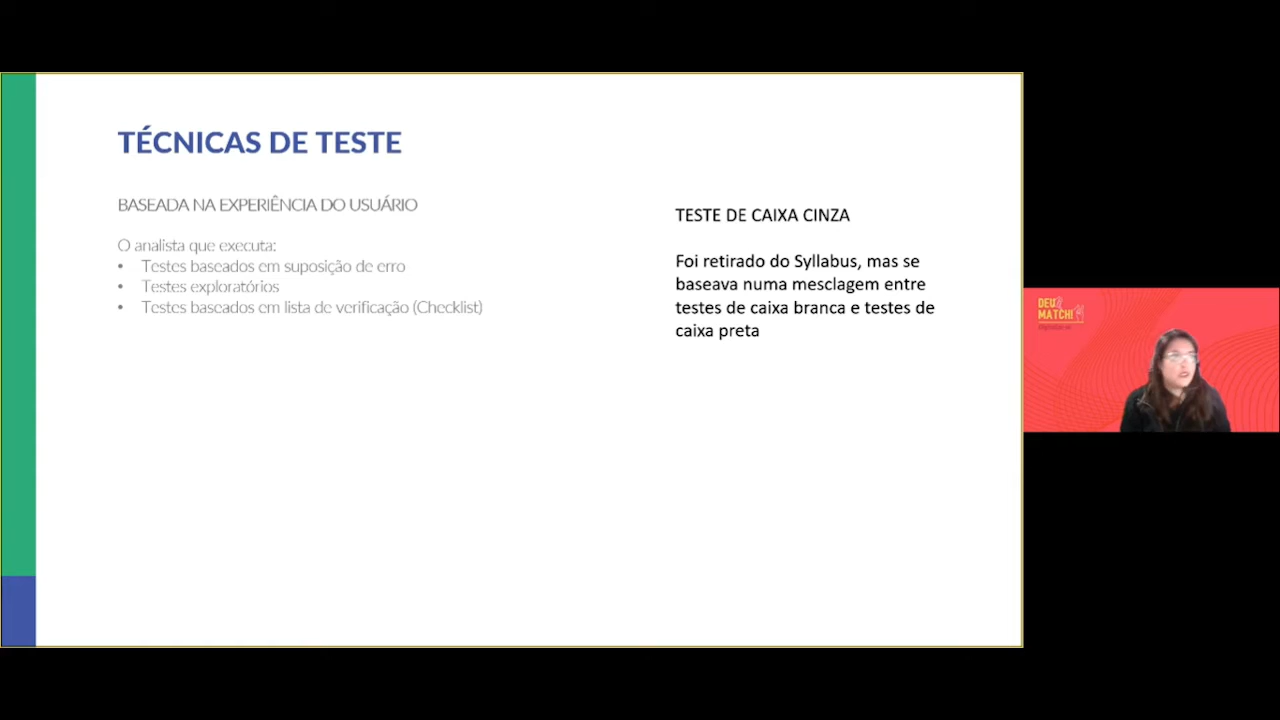 TÉCNICAS DE TESTE
BASEADA NA EXPERIÊNCIA DO USUÁRIO
O analista que executa:
• Testes baseados em suposição de erro
• Testes exploratórios
• Testes baseados em lista de verificação (Checklist)
TESTE DE CAIXA CINZA
Foi retirado do Syllabus, mas se
baseava numa mesclagem entre
testes de caixa branca e testes de
caixa preta
DEU
MATCH!